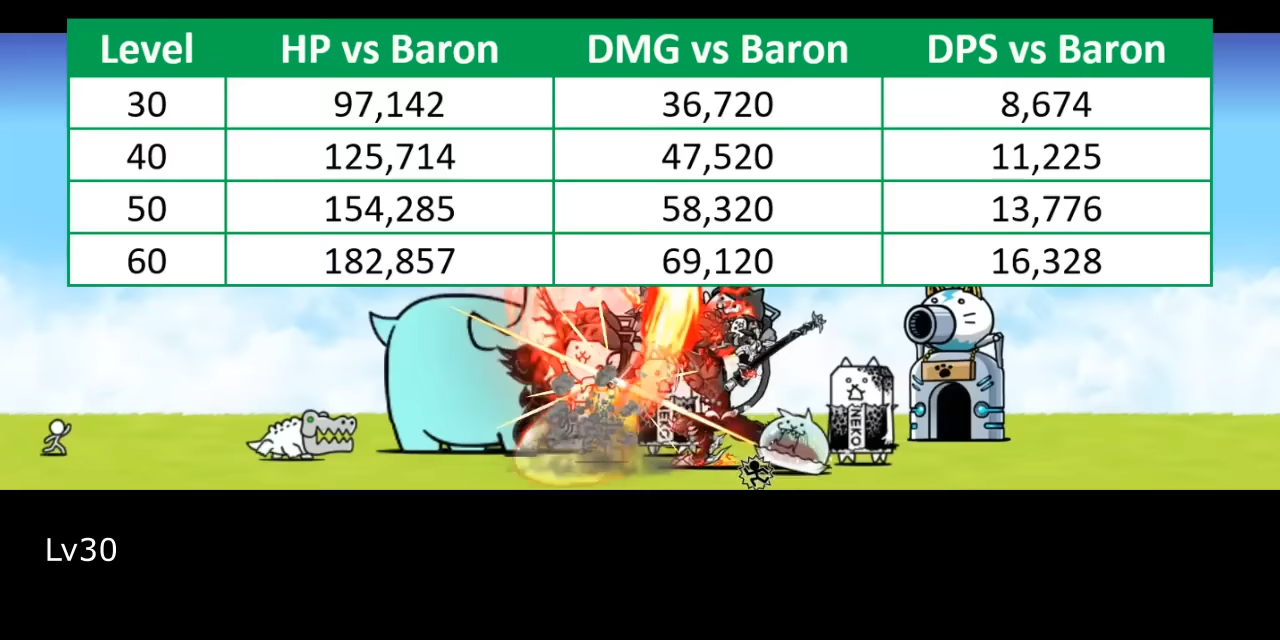 Level HP vs Baron DMG vs Baron DPS vs Baron
30 97,142 36,720 8,674
40 125,714 47,520 11,225
50 154,285 58,320 13,776
60 182,857 69,120 16,328
NEKO
NEKO
Lv30